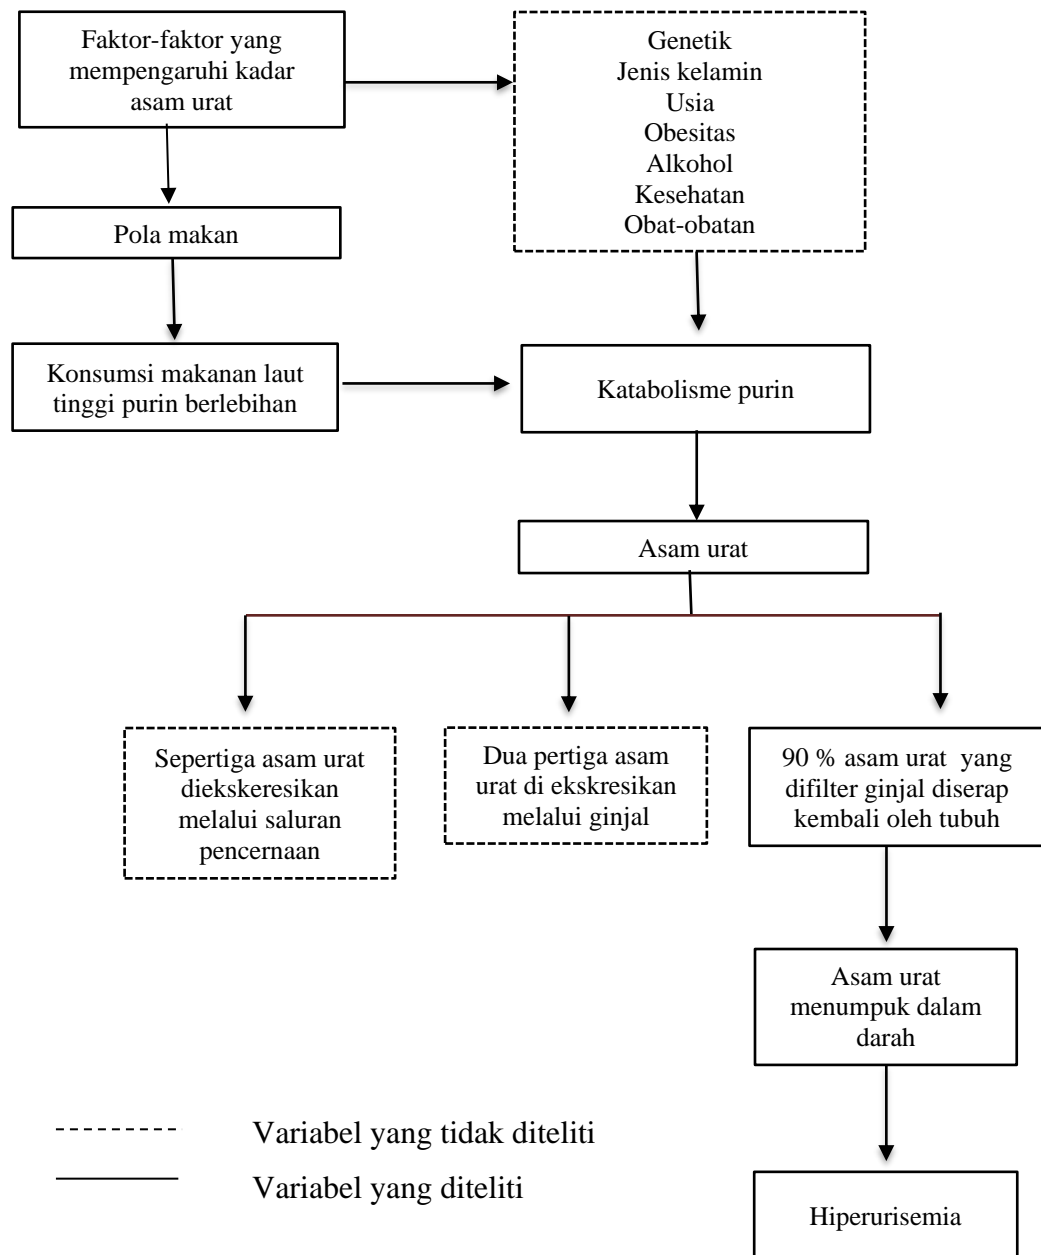 Faktor-faktor yang
mempengaruhi kadar
asam urat
Genetik
Jenis kelamin
Usia
Obesitas
Alkohol
Kesehatan
Obat-obatan
Pola makan
Konsumsi makanan laut
tinggi purin berlebihan
Katabolisme purin
Asam urat
Sepertiga asam urat
diekskeresikan
melalui saluran
pencernaan
Dua pertiga asam
urat di ekskresikan
melalui ginjal
90 % asam urat yang
difilter ginjal diserap
kembali oleh tubuh
Asam urat
menumpuk dalam
darah
Variabel yang tidak diteliti
Variabel yang diteliti
Hiperurisemia